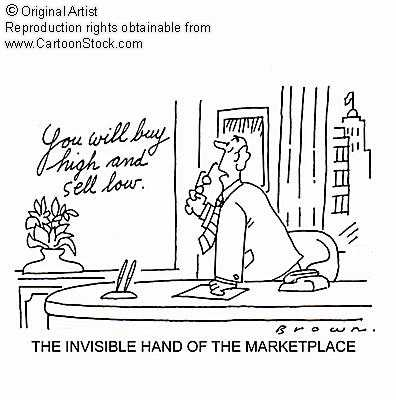 © Original Artist
Reproduction rights obtainable from
www.CartoonStock.com
You will buy
high and
sell low.
Brown.
THE INVISIBLE HAND OF THE MARKETPLACE